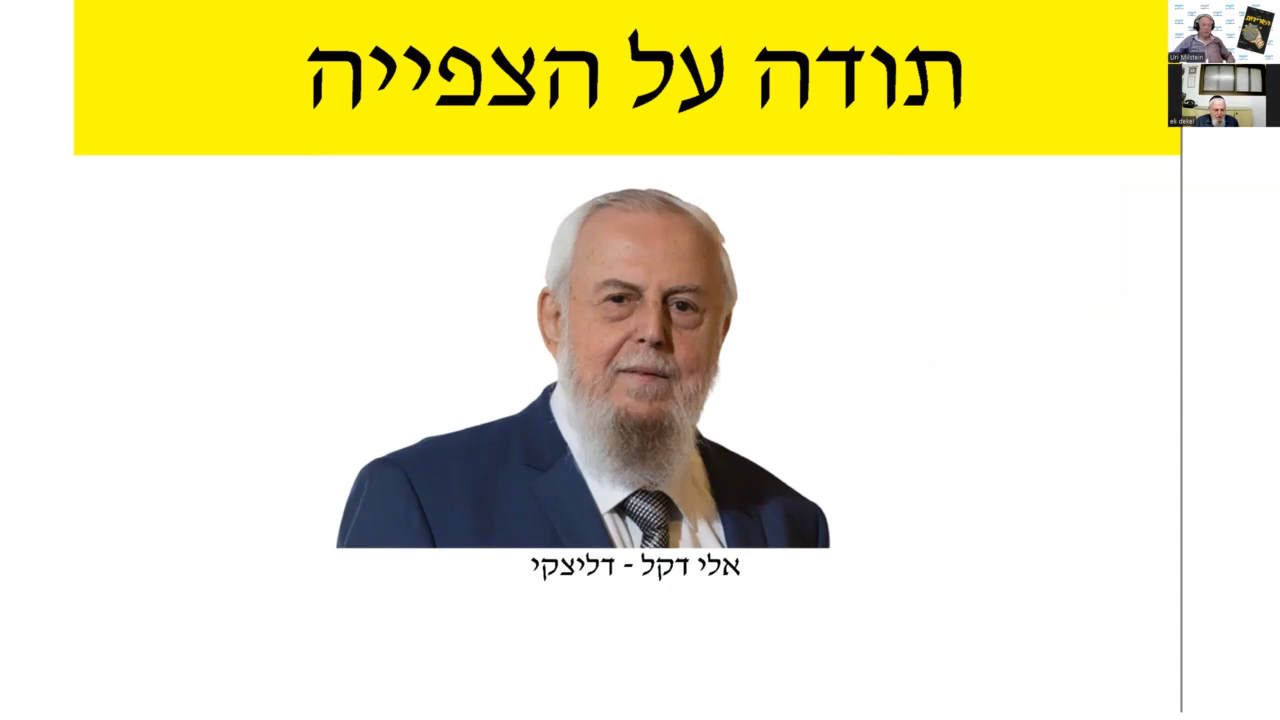 תודה על הצפייה
אלי דקל - דליצקי
Uri Milstein
eli dekel